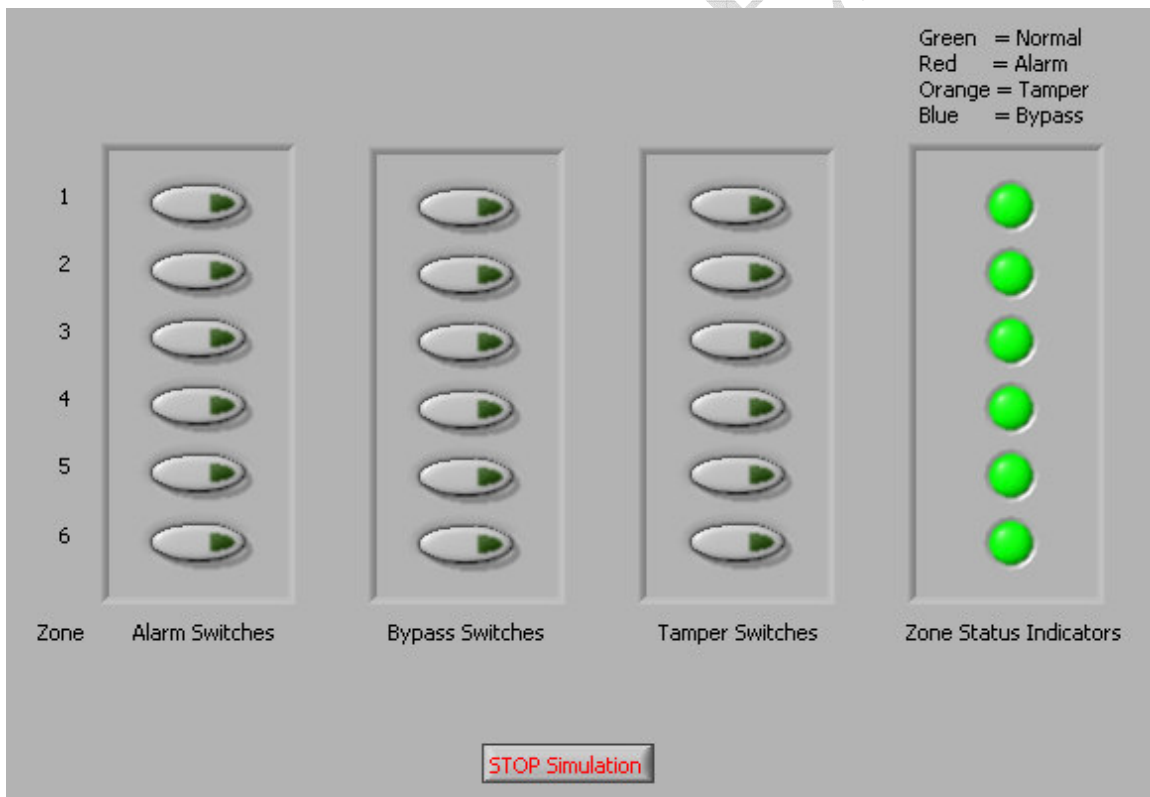 Green = Normal
Red = Alarm
Orange = Tamper
Blue = Bypass
1
2
3
4
5
6
Zone Alarm Switches Bypass Switches Tamper Switches Zone Status Indicators
STOP Simulation